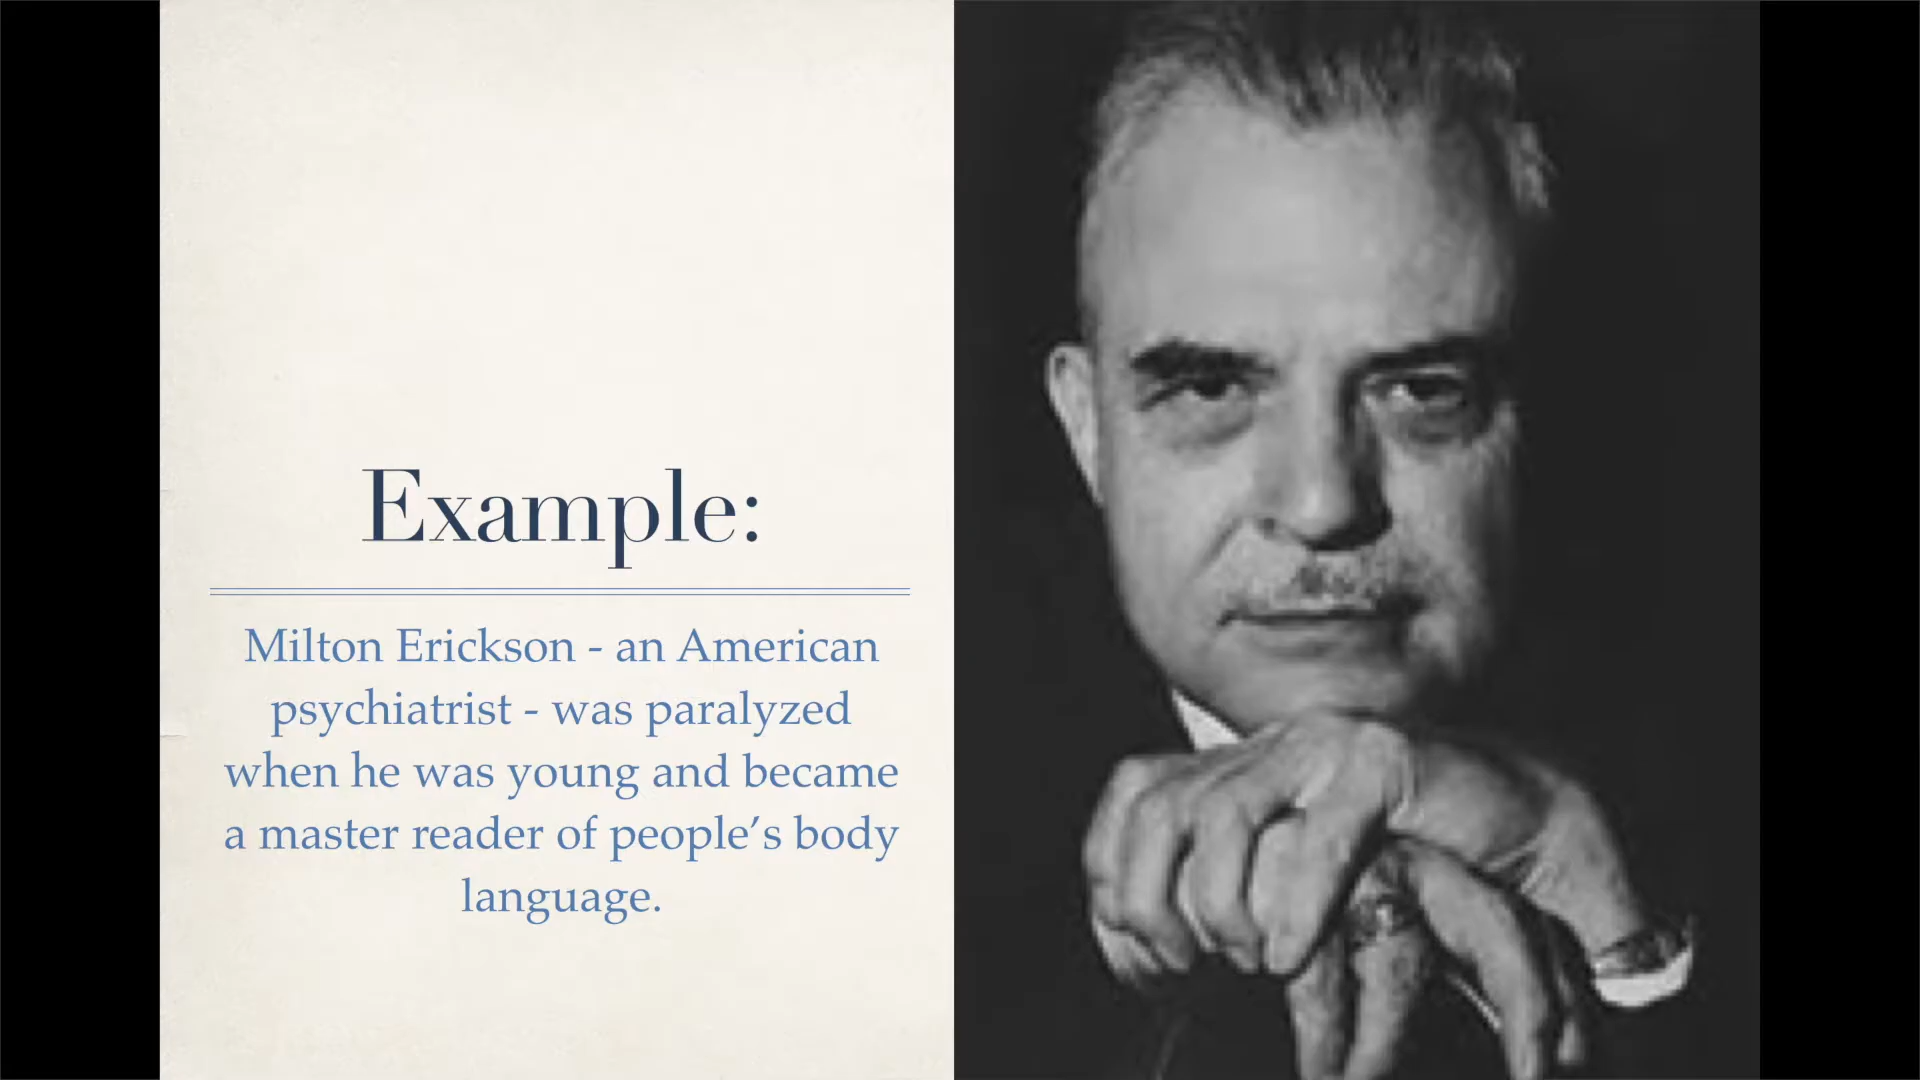 Example:
Milton Erickson - an American
psychiatrist - was paralyzed
when he was young and became
a master reader of people’s body
language.